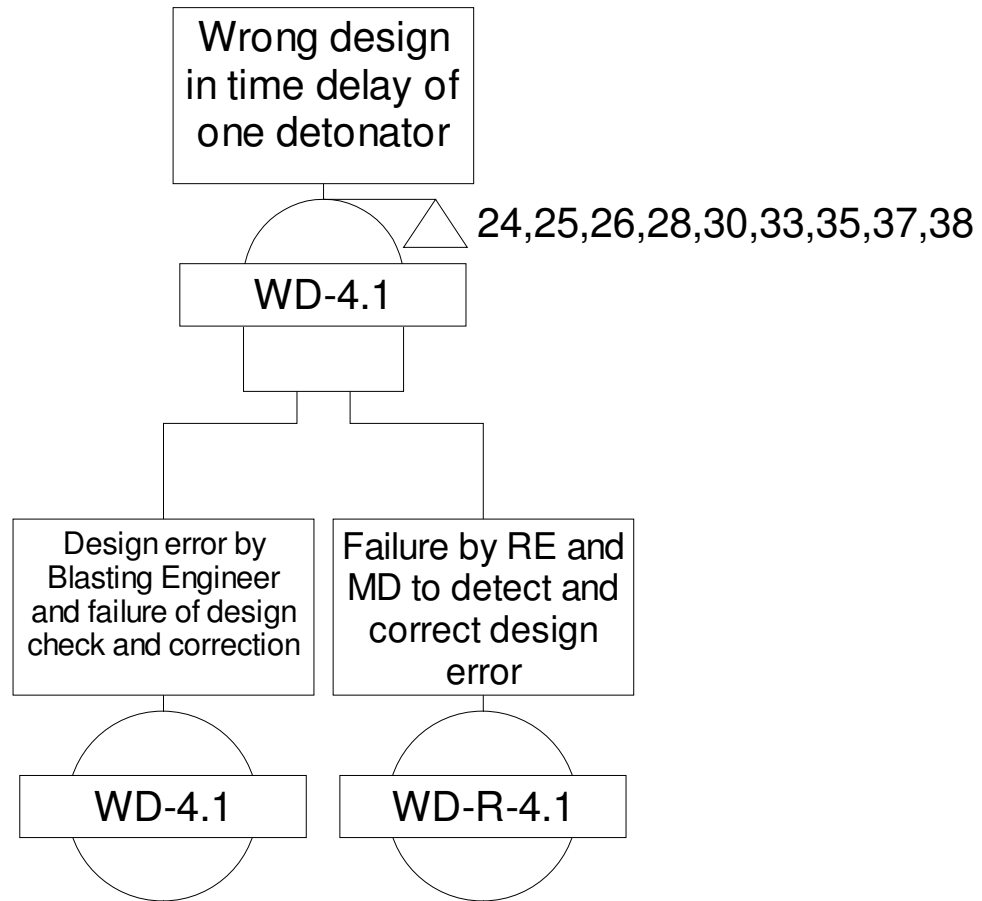 Wrong design
in time delay of
one detonator
24,25,26,28,30,33,35,37,38
WD-4.1
Design error by
Blasting Engineer
and failure of design
check and correction
Failure by RE and
MD to detect and
correct design
error
WD-4.1
WD-R-4.1